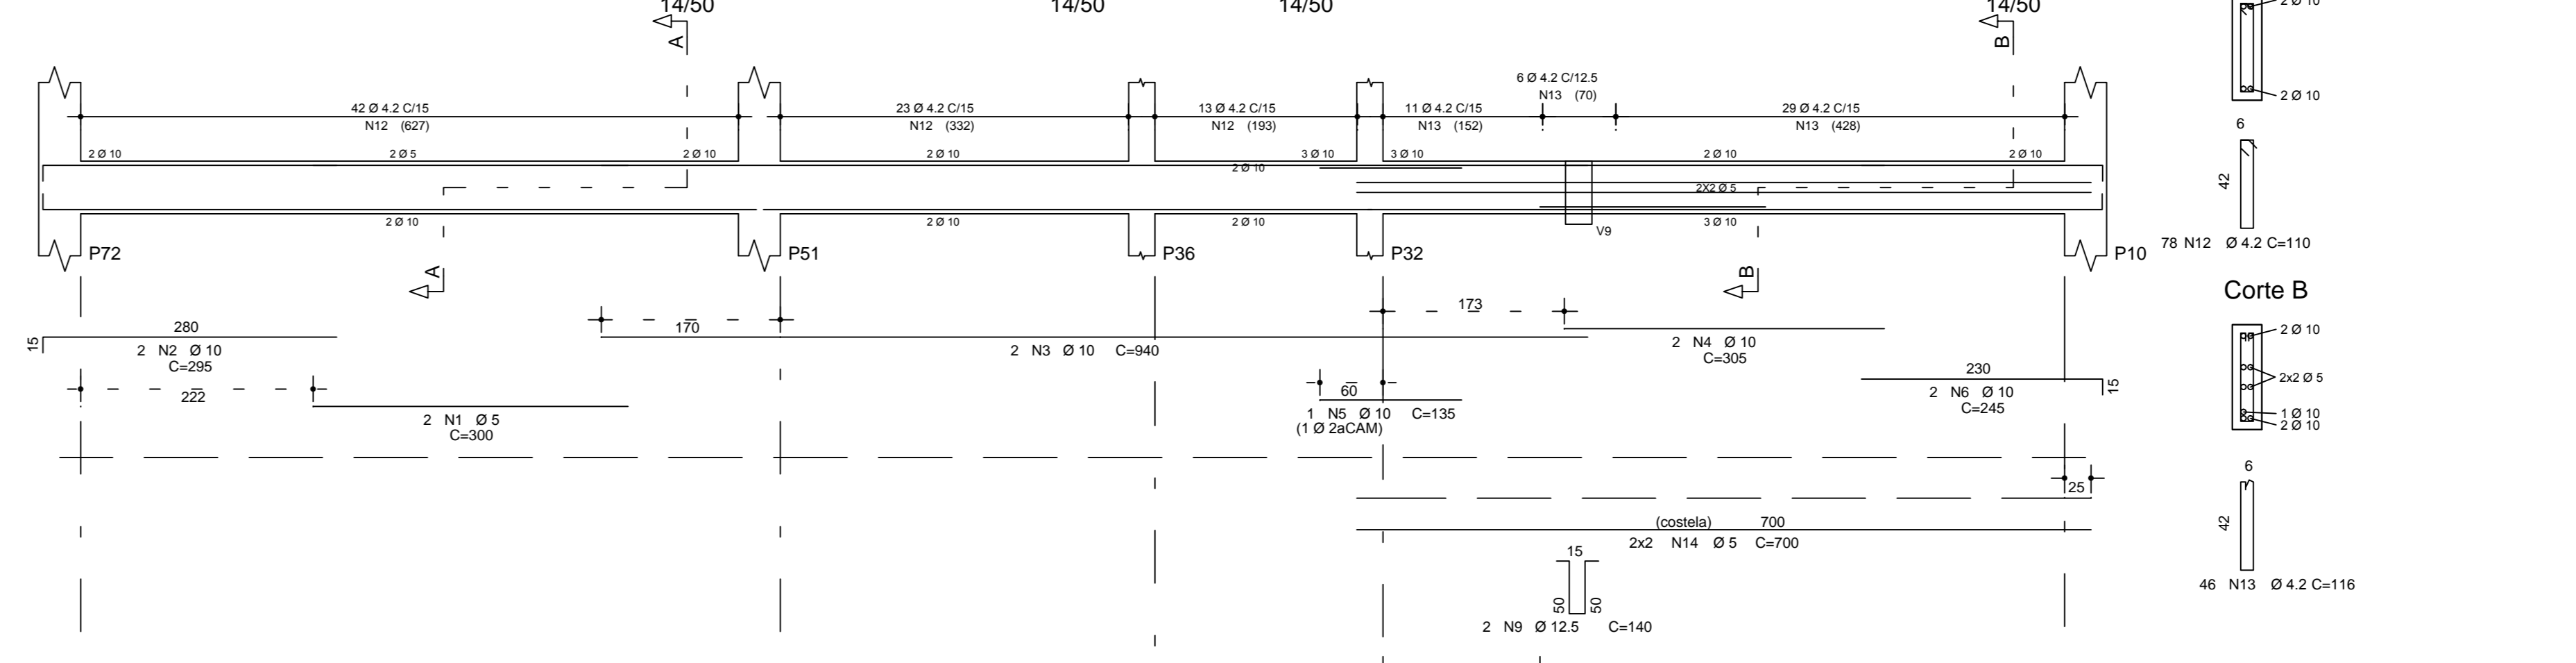 14/50 14/50 14/50 14/50
2 Ø 10
A B
6 Ø 4.2 C/12.5
N13 (70)
42 Ø 4.2 C/15 23 Ø 4.2 C/15 13 Ø 4.2 C/15 11 Ø 4.2 C/15 29 Ø 4.2 C/15
N12 (627) N12 (332) N12 (193) N13 (152) N13 (428)
2 Ø 10
6
2 Ø 10 2 Ø 5 2 Ø 10 2 Ø 10 3 Ø 10 3 Ø 10 2 Ø 10 2 Ø 10
2 Ø 10
2X2 Ø 5
42
2 Ø 10 2 Ø 10 2 Ø 10 3 Ø 10
V9
78 N12 Ø 4.2 C=110
P72 P51 P36 P32 P10
A B
Corte B
173
280 170
15
2 N2 Ø 10
C=295
2 N3 Ø 10 C=940
2 N4 Ø 10
C=305
2 Ø 10
2x2 Ø 5
1 Ø 10
2 Ø 10
222
60
230
15
2 N6 Ø 10
C=245
2 N1 Ø 5
C=300
1 N5 Ø 10 C=135
(1 Ø 2aCAM)
6
25
42
(costela) 700
2x2 N14 Ø 5 C=700
15
50 50
2 N9 Ø 12.5 C=140
46 N13 Ø 4.2 C=116